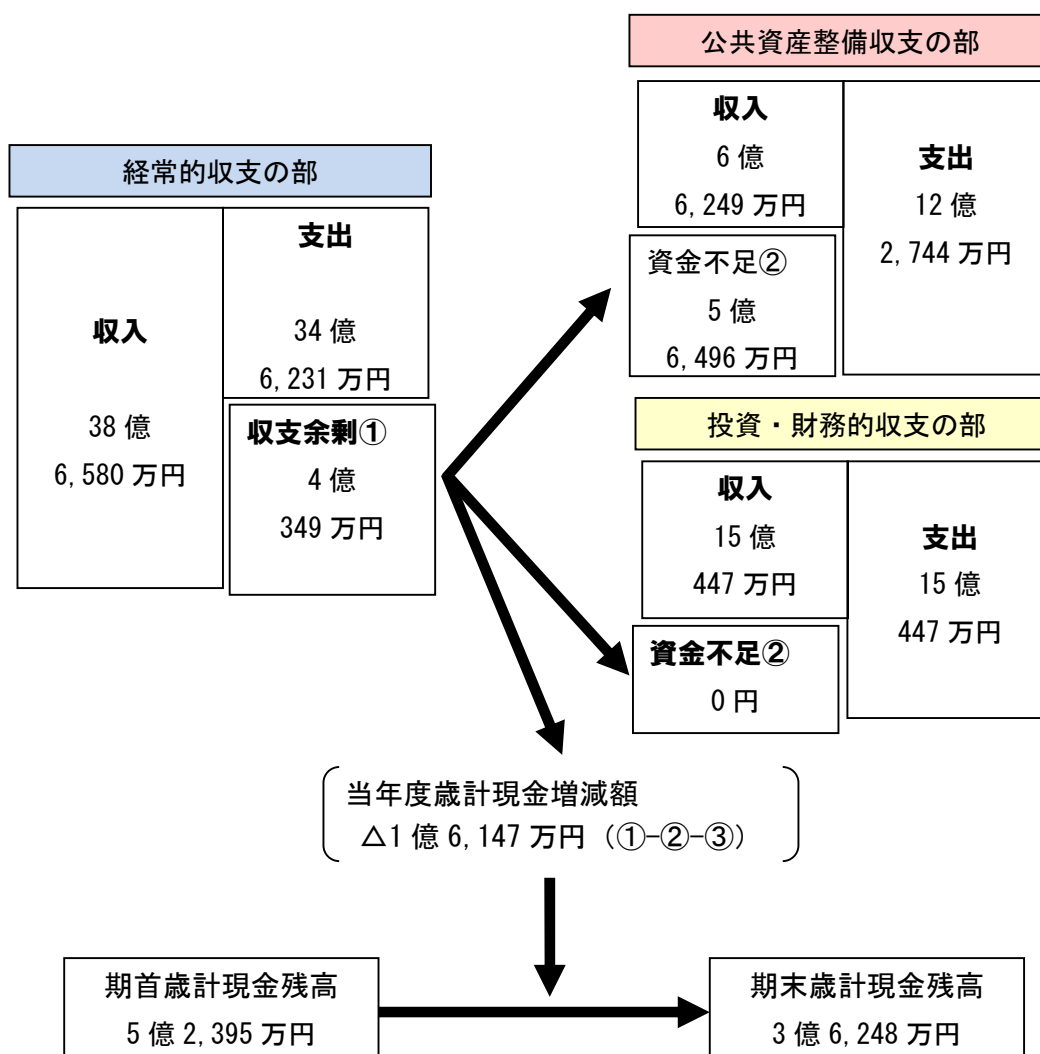 経常的収支の部
収入
38 億
6,580 万円
支出
34 億
6,231 万円
収支余剰①
4 億
349 万円
公共資産整備収支の部
収入
6 億
6,249 万円
支出
12 億
2,744 万円
資金不足②
5 億
6,496 万円
投資・財務的収支の部
収入
15 億
447 万円
支出
15 億
447 万円
資金不足②
0 円
当年度歳計現金増減額
△1 億 6,147 万円（①-②-③）
期首歳計現金残高
5 億 2,395 万円
期末歳計現金残高
3 億 6,248 万円